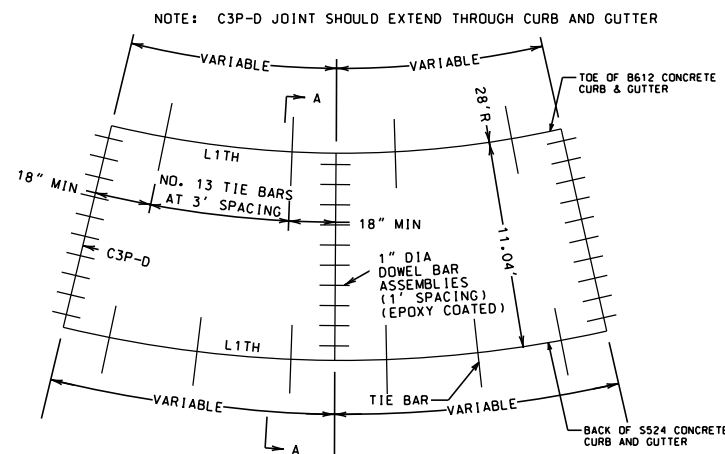 NOTE: C3P-D JOINT SHOULD EXTEND THROUGH CURB AND GUTTER
VARIABLE
VARIABLE
TOE OF B612 CONCRETE
CURB & GUTTER
A
28'R
L1TH
18" MIN
NO. 13 TIE BARS
AT 3' SPACING
18" MIN
11.04'
C3P-D
1" DIA
DOWEL BAR
ASSEMBLIES
(1' SPACING)
(EPOXY COATED)
L1TH
TIE BAR
VARIABLE
VARIABLE
BACK OF S524 CONCRETE
CURB AND GUTTER
A